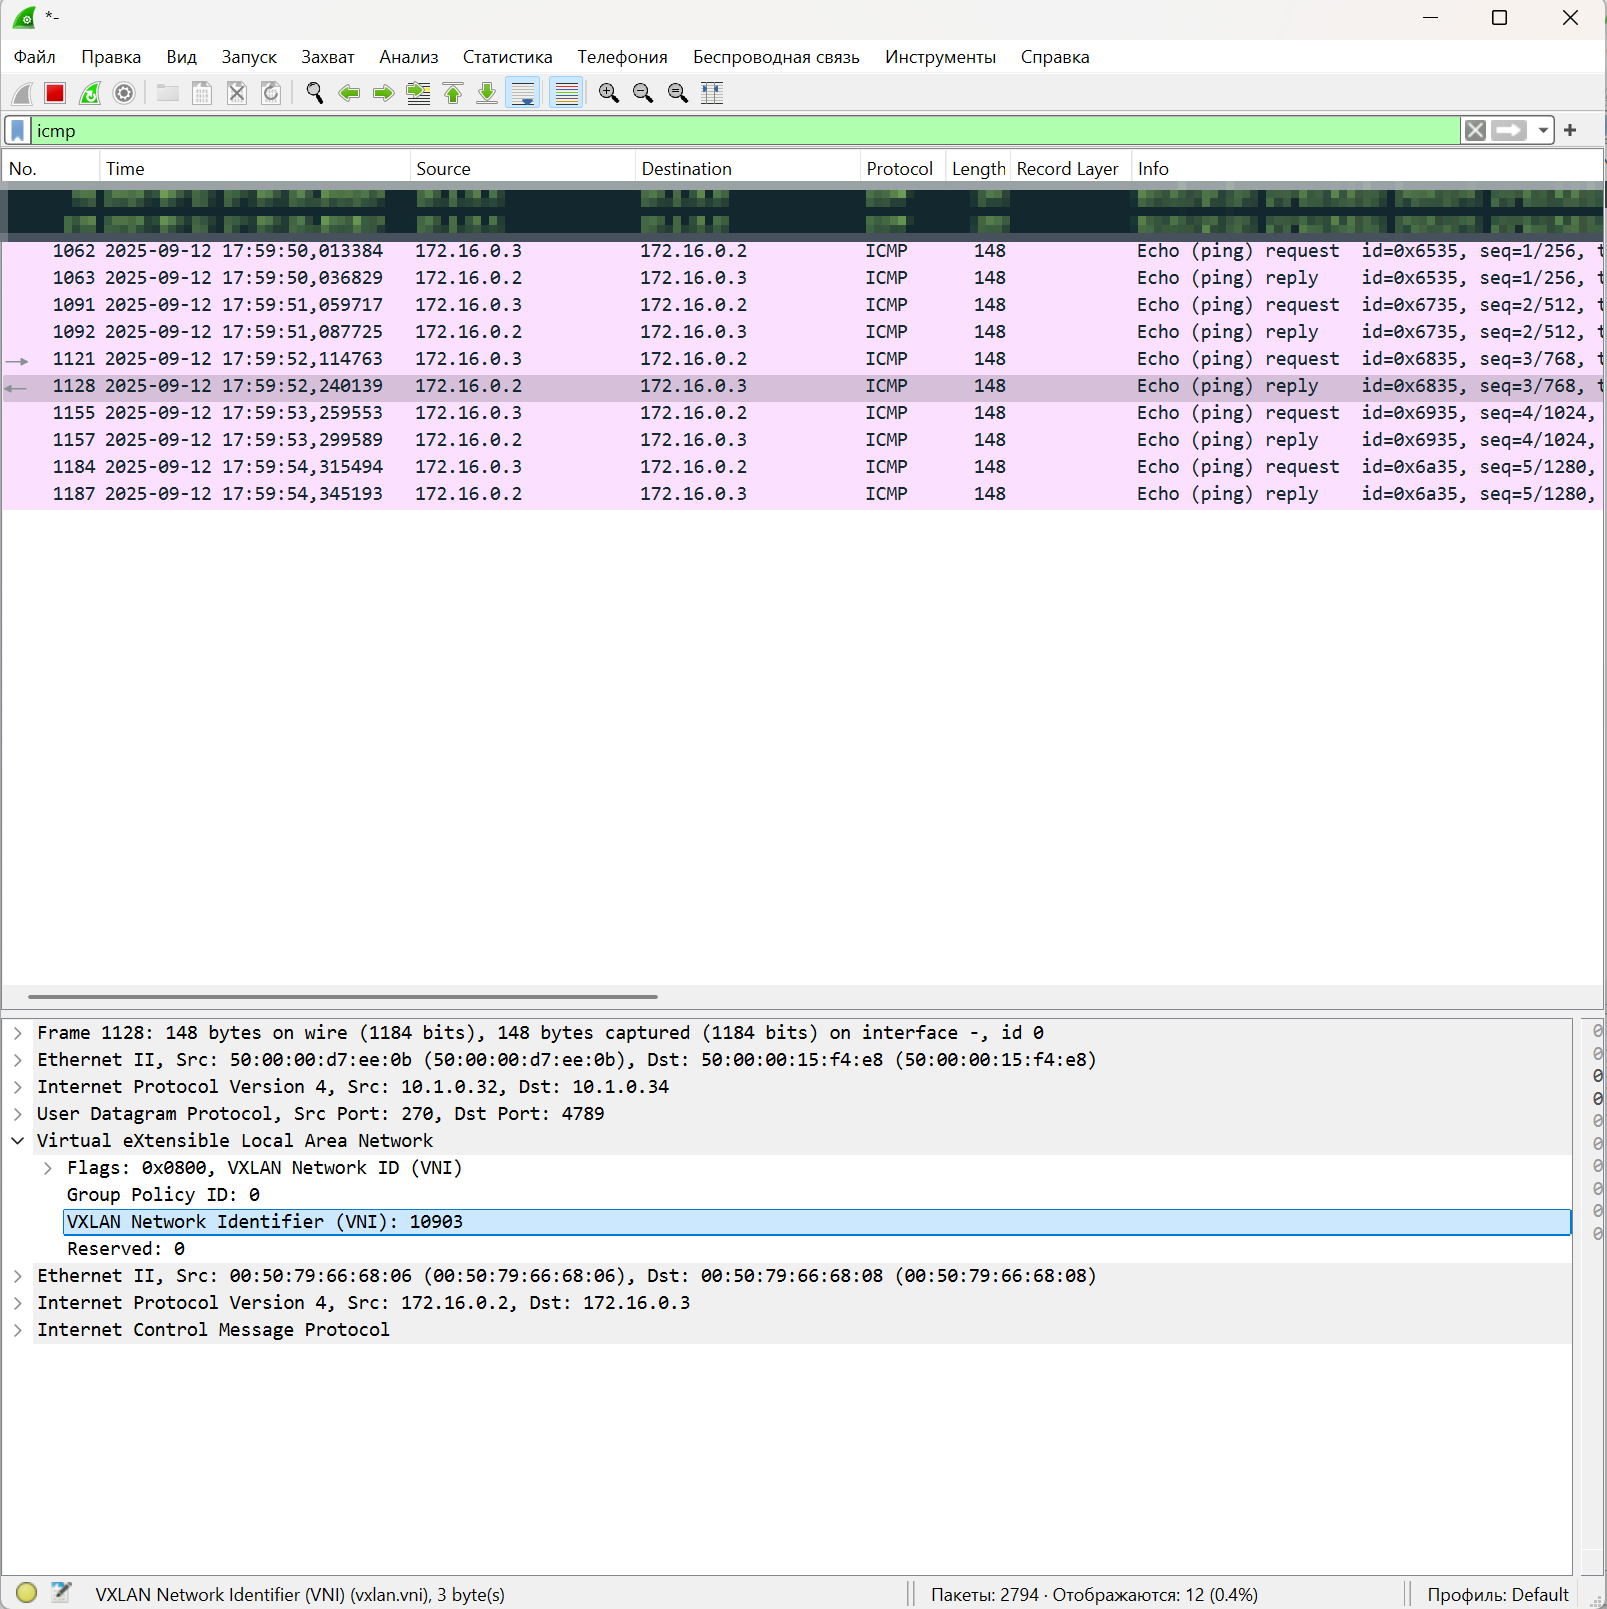 *-
Файл Правка Вид Запуск Захват Анализ Статистика Телефония Беспроводная связь Инструменты Справка
icmp
No. Time Source Destination Protocol Length Record Layer Info
1062 2025-09-12 17:59:50,013384 172.16.0.3 172.16.0.2 ICMP 148 Echo (ping) request id=0x6535, seq=1/256,
1063 2025-09-12 17:59:50,036829 172.16.0.2 172.16.0.3 ICMP 148 Echo (ping) reply id=0x6535, seq=1/256,
1091 2025-09-12 17:59:51,059717 172.16.0.3 172.16.0.2 ICMP 148 Echo (ping) request id=0x6735, seq=2/512,
1092 2025-09-12 17:59:51,087725 172.16.0.2 172.16.0.3 ICMP 148 Echo (ping) reply id=0x6735, seq=2/512,
1121 2025-09-12 17:59:52,114763 172.16.0.3 172.16.0.2 ICMP 148 Echo (ping) request id=0x6835, seq=3/768,
1128 2025-09-12 17:59:52,240139 172.16.0.2 172.16.0.3 ICMP 148 Echo (ping) reply id=0x6835, seq=3/768,
1155 2025-09-12 17:59:53,259553 172.16.0.3 172.16.0.2 ICMP 148 Echo (ping) request id=0x6935, seq=4/1024,
1157 2025-09-12 17:59:53,299589 172.16.0.2 172.16.0.3 ICMP 148 Echo (ping) reply id=0x6935, seq=4/1024,
1184 2025-09-12 17:59:54,315494 172.16.0.3 172.16.0.2 ICMP 148 Echo (ping) request id=0x6a35, seq=5/1280,
1187 2025-09-12 17:59:54,345193 172.16.0.2 172.16.0.3 ICMP 148 Echo (ping) reply id=0x6a35, seq=5/1280,
Frame 1128: 148 bytes on wire (1184 bits), 148 bytes captured (1184 bits) on interface -, id 0
Ethernet II, Src: 50:00:00:d7:ee:0b (50:00:00:d7:ee:0b), Dst: 50:00:00:15:f4:e8 (50:00:00:15:f4:e8)
Internet Protocol Version 4, Src: 10.1.0.32, Dst: 10.1.0.34
User Datagram Protocol, Src Port: 270, Dst Port: 4789
Virtual eXtensible Local Area Network
Flags: 0x0800, VXLAN Network ID (VNI)
Group Policy ID: 0
VXLAN Network Identifier (VNI): 10903
Reserved: 0
Ethernet II, Src: 00:50:79:66:68:06 (00:50:79:66:68:06), Dst: 00:50:79:66:68:08 (00:50:79:66:68:08)
Internet Protocol Version 4, Src: 172.16.0.2, Dst: 172.16.0.3
Internet Control Message Protocol
VXLAN Network Identifier (VNI) (vxlan.vni), 3 byte(s) Пакеты: 2794 · Отображаются: 12 (0.4%) Профиль: Default